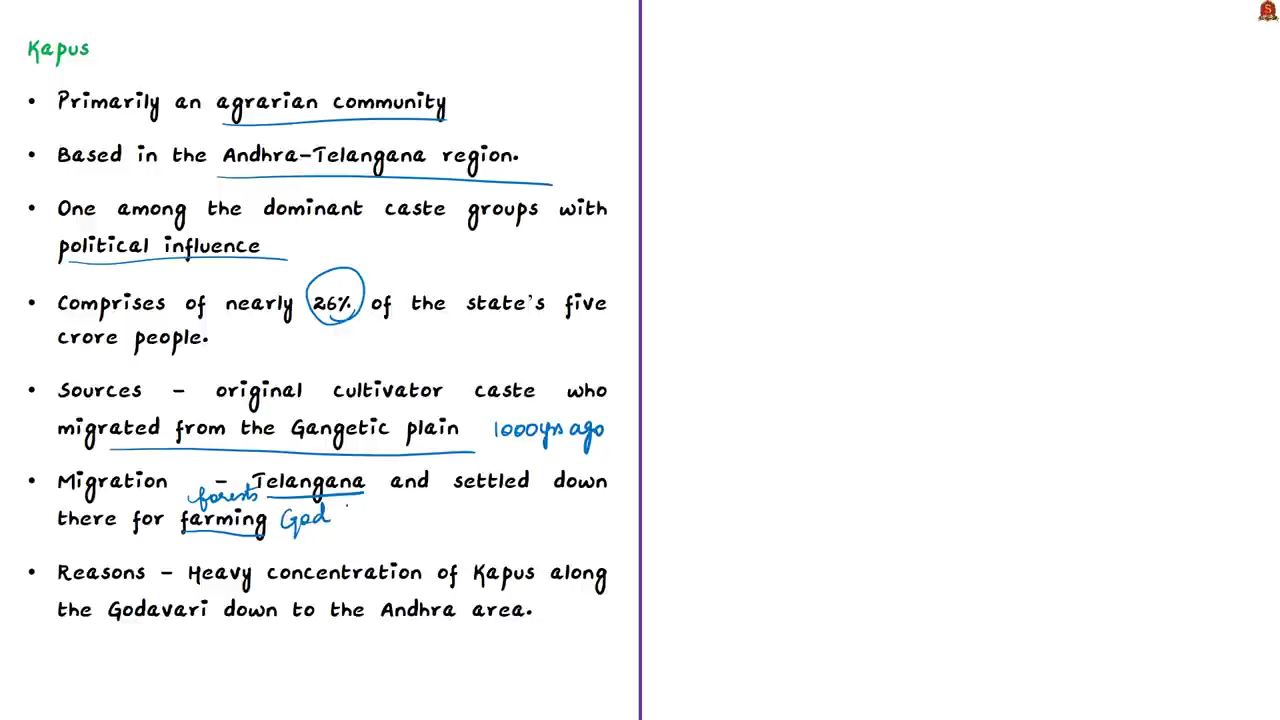 Kapus
• Primarily an agrarian community
• Based in the Andhra-Telangana region.
• One among the dominant caste groups with
political influence
• Comprises of nearly 26% of the state's five
crore people.
• Sources - original cultivator caste who
migrated from the Gangetic plain 1000yrs ago
• Migration - Telangana and settled down
forests
there for farming God
• Reasons - Heavy concentration of Kapus along
the Godavari down to the Andhra area.